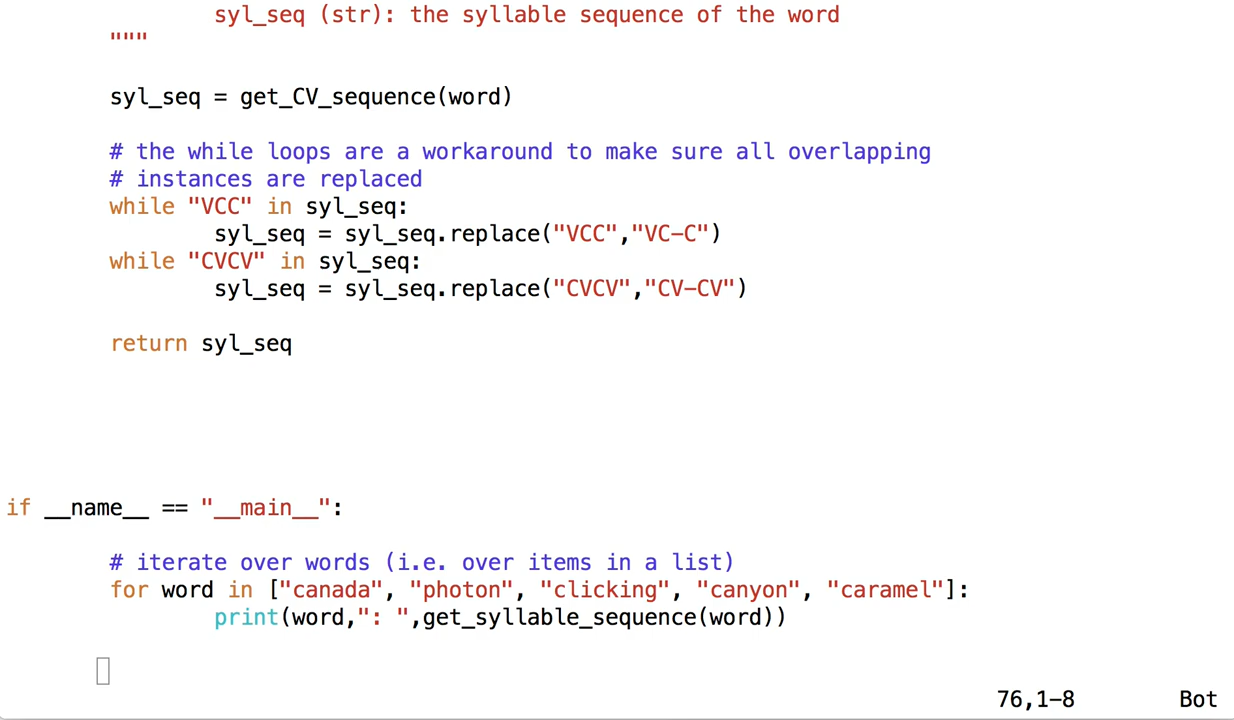 syl_seq (str): the syllable sequence of the word
"""
syl_seq = get_CV_sequence(word)
# the while loops are a workaround to make sure all overlapping
# instances are replaced
while "VCC" in syl_seq:
syl_seq = syl_seq.replace("VCC","VC-C")
while "CVCV" in syl_seq:
syl_seq = syl_seq.replace("CVCV","CV-CV")
return syl_seq
if __name__ == "__main__":
# iterate over words (i.e. over items in a list)
for word in ["canada", "photon", "clicking", "canyon", "caramel"]:
print(word,": ",get_syllable_sequence(word))
76,1-8 Bot